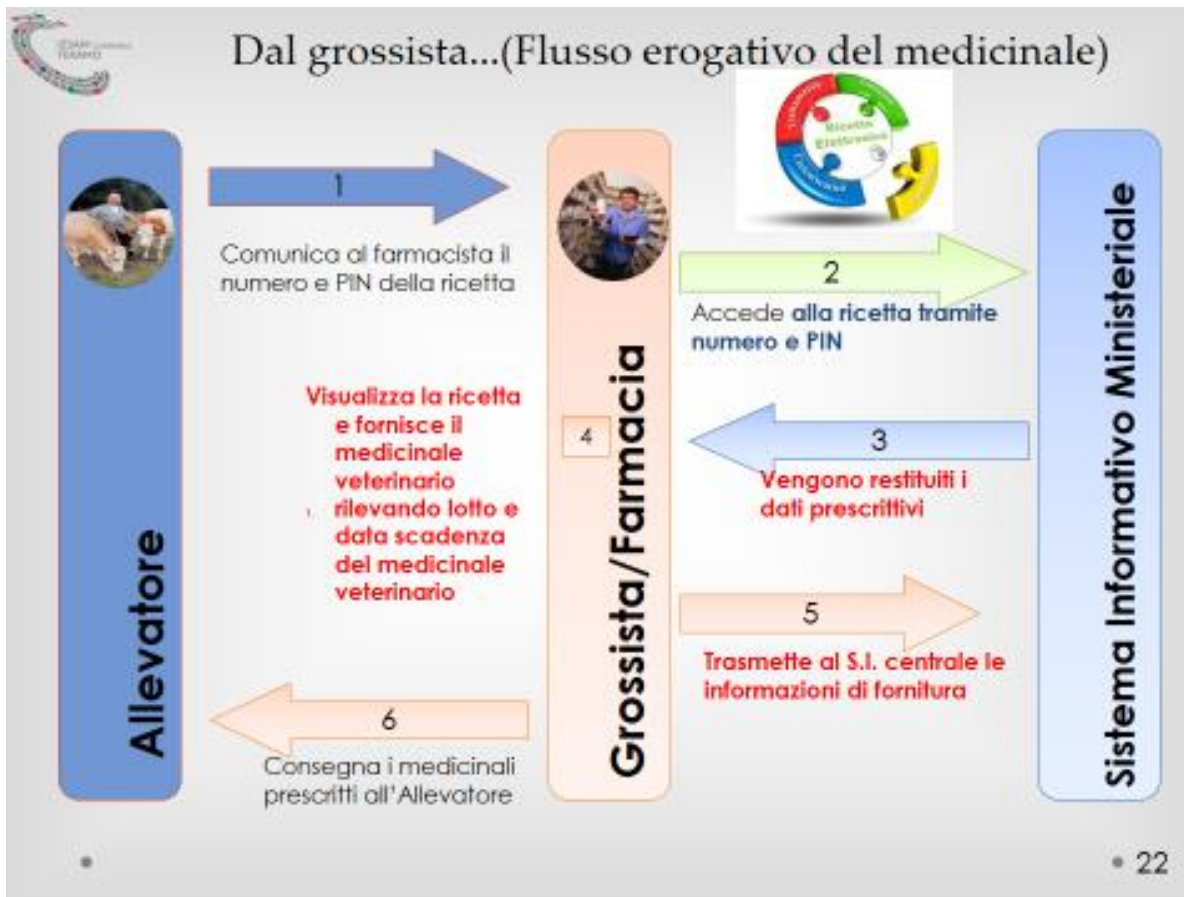 Dal grossista...(Flusso erogativo del medicinale)
TERAMO
Ricetta
Elettronica
1
Comunica al farmacista il
numero e PIN della ricetta
2
Accede alla ricetta tramite
numero e PIN
3
Vengono restituiti i
dati prescrittivi
4
Visualizza la ricetta
e fornisce il
medicinale
veterinario
rilevando lotto e
data scadenza
del medicinale
veterinario
5
Trasmette al S.I. centrale le
informazioni di fornitura
6
Consegna i medicinali
prescritti all'Allevatore
Allevatore
Grossista/Farmacia
Sistema Informativo Ministeriale
22